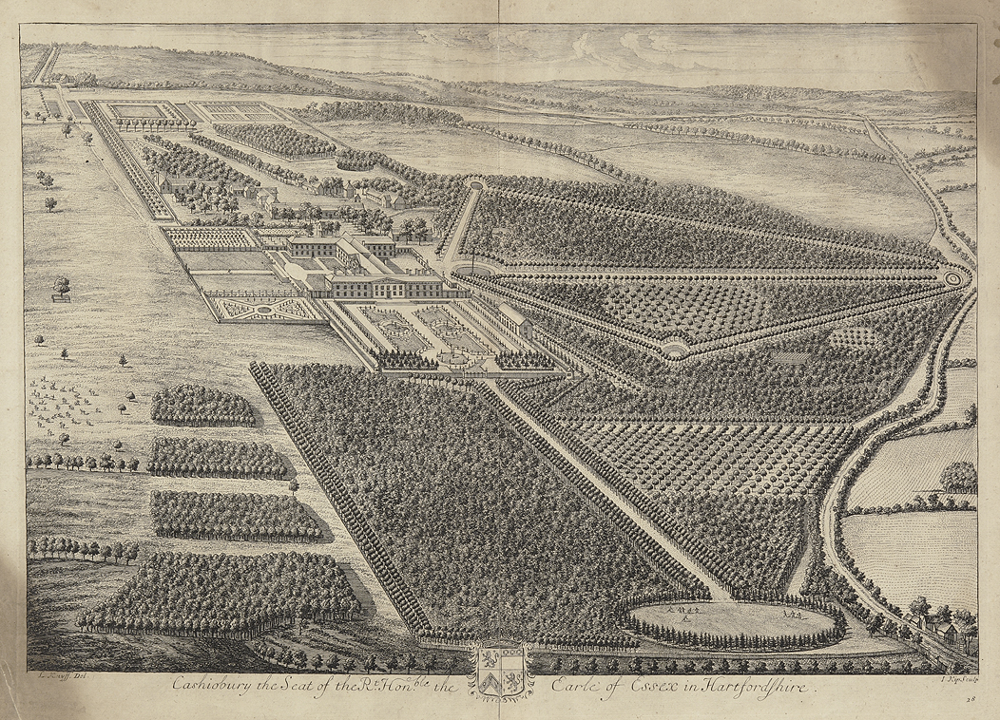 L. Knyff. Del.
I. Kip Sculp
Cashiobury the Seat of the Rt. Honble. the Earle of Essex in Hartfordshire
28